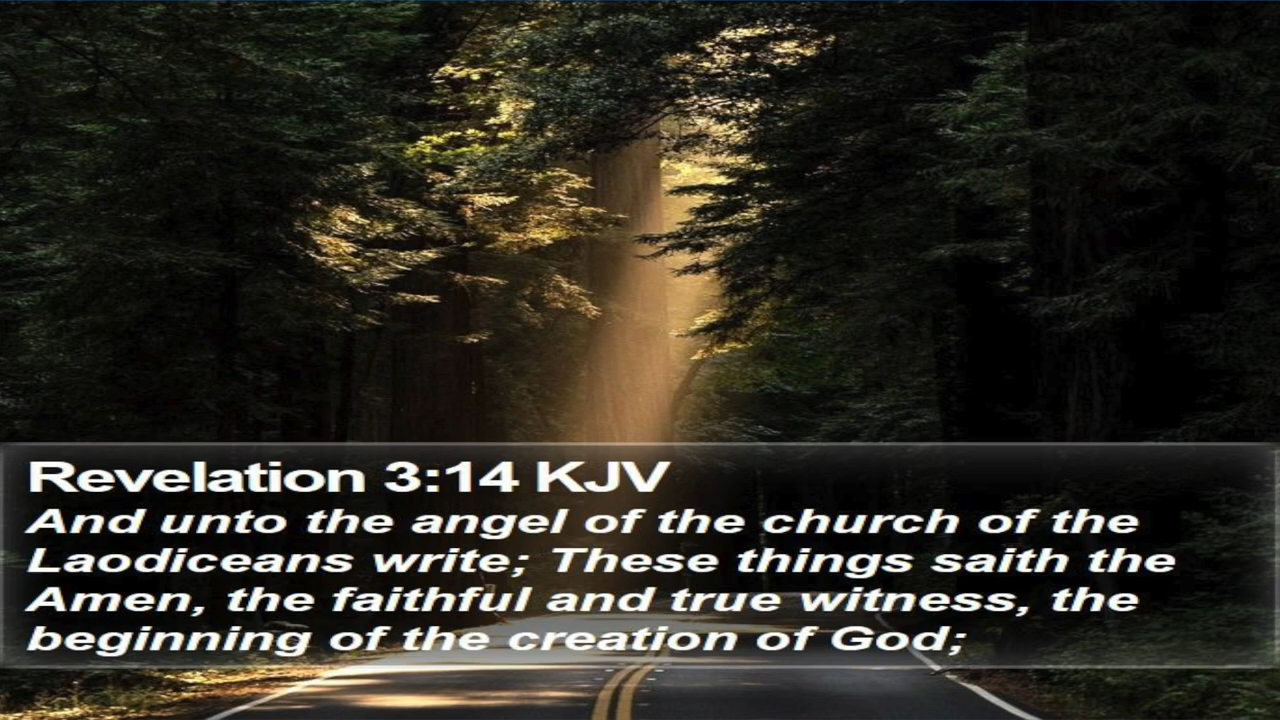 Revelation 3:14 KJV
And unto the angel of the church of the
Laodiceans write; These things saith the
Amen, the faithful and true witness, the
beginning of the creation of God;